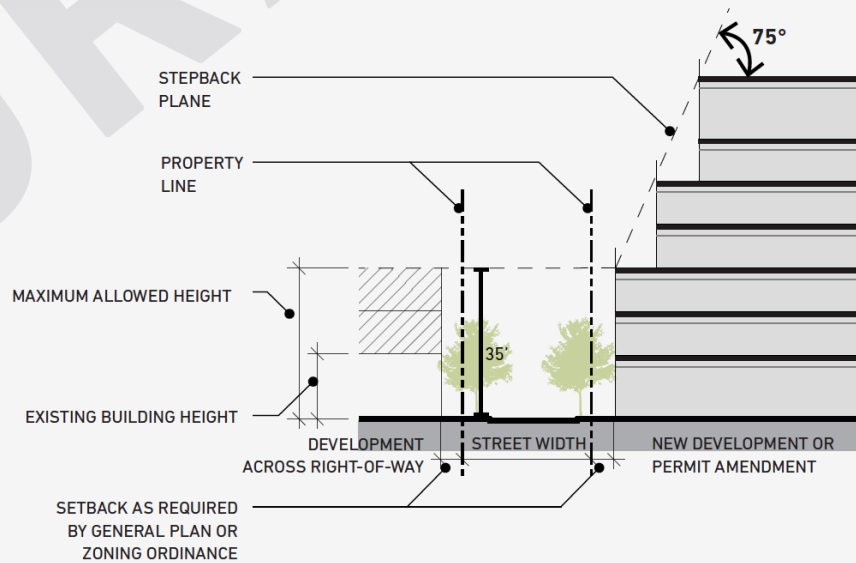 75°
STEPBACK
PLANE
PROPERTY
LINE
MAXIMUM ALLOWED HEIGHT
35'
EXISTING BUILDING HEIGHT
DEVELOPMENT
ACROSS RIGHT-OF-WAY
STREET WIDTH
NEW DEVELOPMENT OR
PERMIT AMENDMENT
SETBACK AS REQUIRED
BY GENERAL PLAN OR
ZONING ORDINANCE